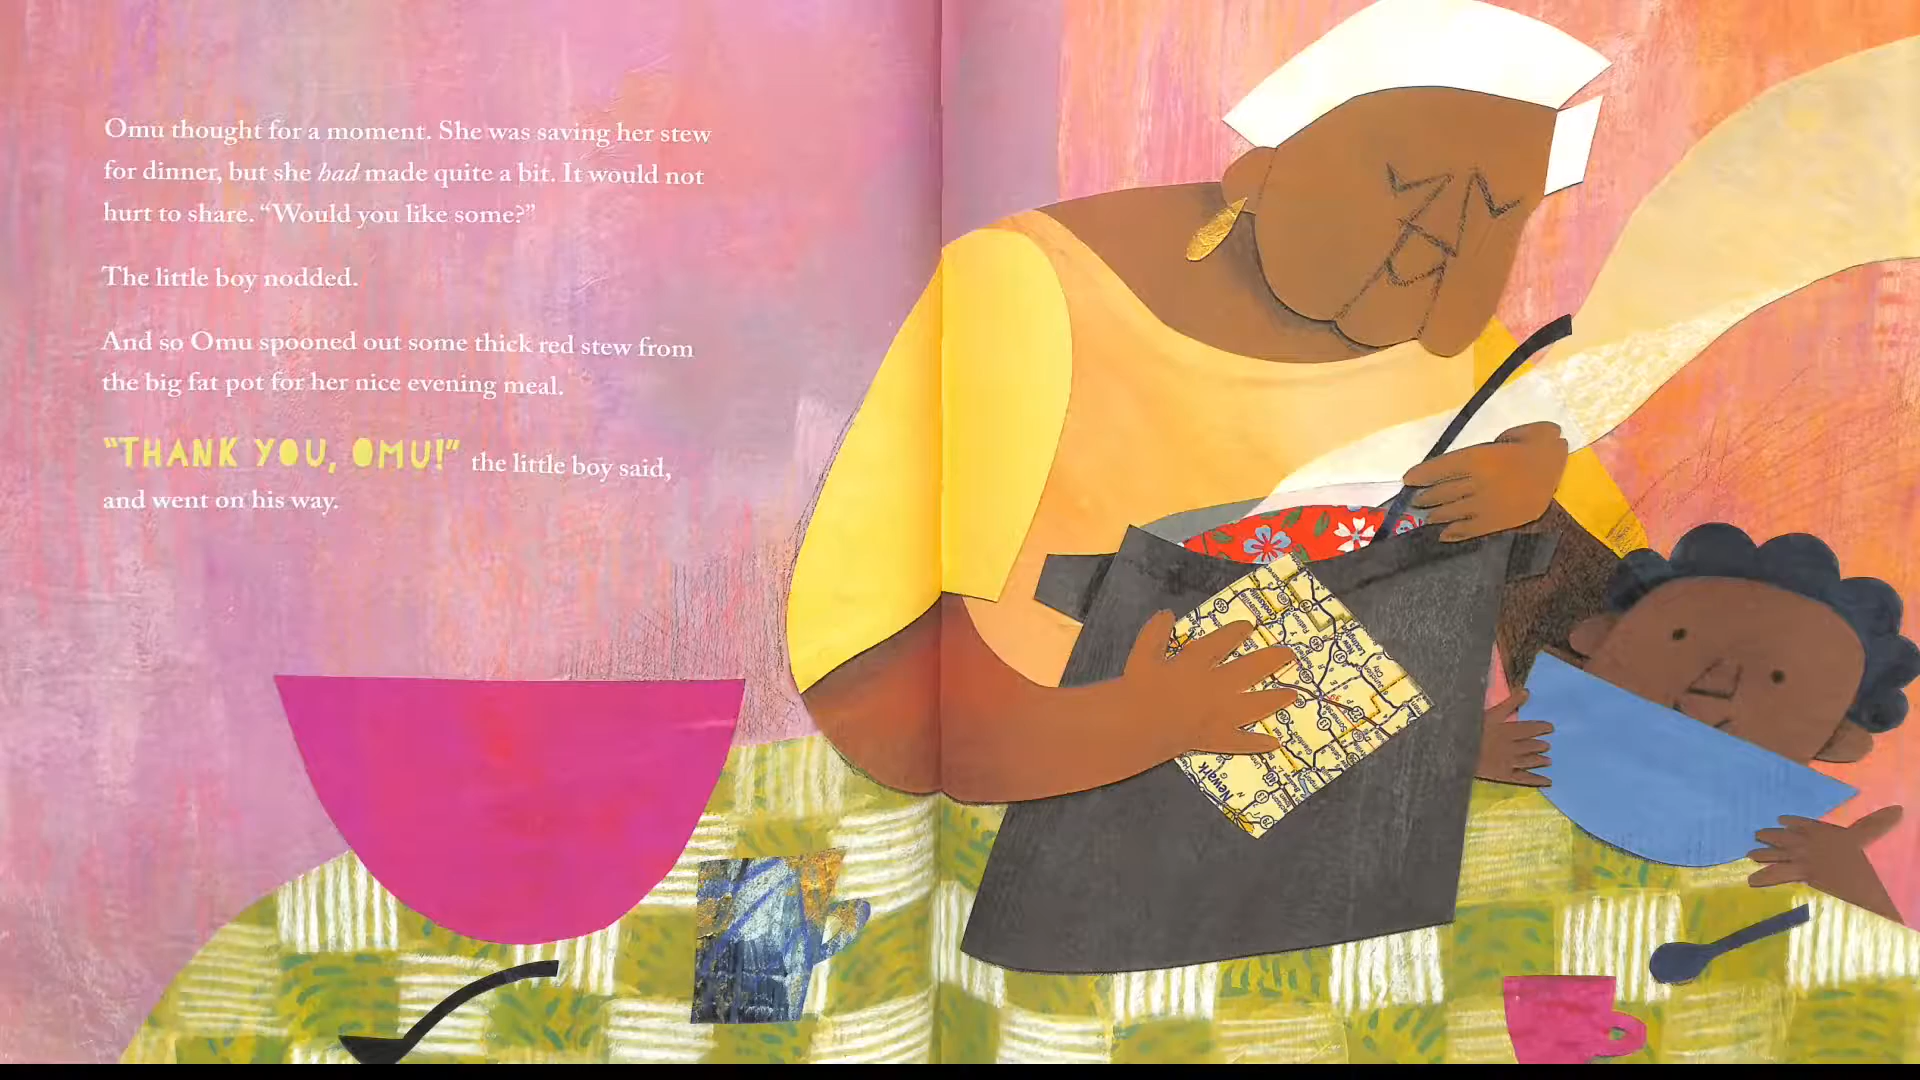 Omu thought for a moment. She was saving her stew
for dinner, but she had made quite a bit. It would not
hurt to share. “Would you like some?”
The little boy nodded.
And so Omu spooned out some thick red stew from
the big fat pot for her nice evening meal.
“THANK YOU, OMU!” the little boy said,
and went on his way.
Newark